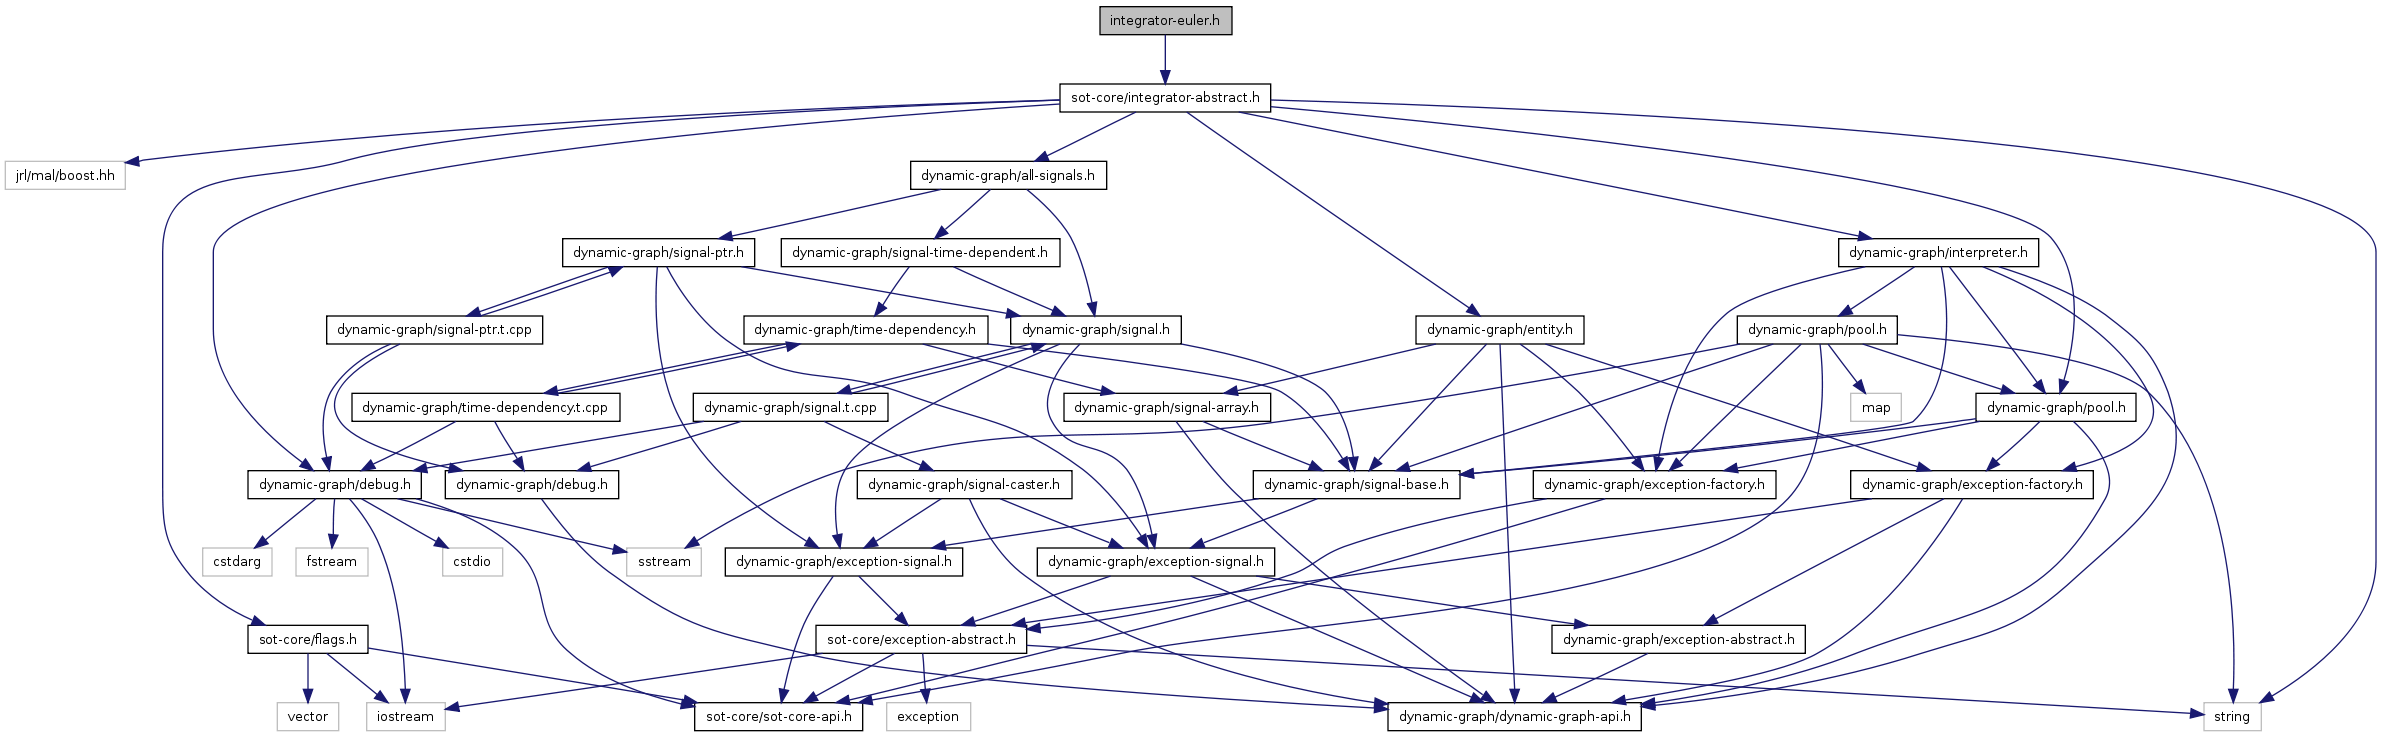 integrator-euler.h
sot-core/integrator-abstract.h
jrl/mal/boost.hh
dynamic-graph/all-signals.h
dynamic-graph/signal-ptr.h
dynamic-graph/signal-time-dependent.h
dynamic-graph/interpreter.h
dynamic-graph/signal-ptr.t.cpp
dynamic-graph/time-dependency.h
dynamic-graph/signal.h
dynamic-graph/entity.h
dynamic-graph/pool.h
dynamic-graph/time-dependency.t.cpp
dynamic-graph/signal.t.cpp
dynamic-graph/signal-array.h
map
dynamic-graph/pool.h
dynamic-graph/debug.h
dynamic-graph/debug.h
dynamic-graph/signal-caster.h
dynamic-graph/signal-base.h
dynamic-graph/exception-factory.h
dynamic-graph/exception-factory.h
cstdarg
fstream
cstdio
sstream
dynamic-graph/exception-signal.h
dynamic-graph/exception-signal.h
sot-core/flags.h
sot-core/exception-abstract.h
dynamic-graph/exception-abstract.h
vector
iostream
sot-core/sot-core-api.h
exception
dynamic-graph/dynamic-graph-api.h
string